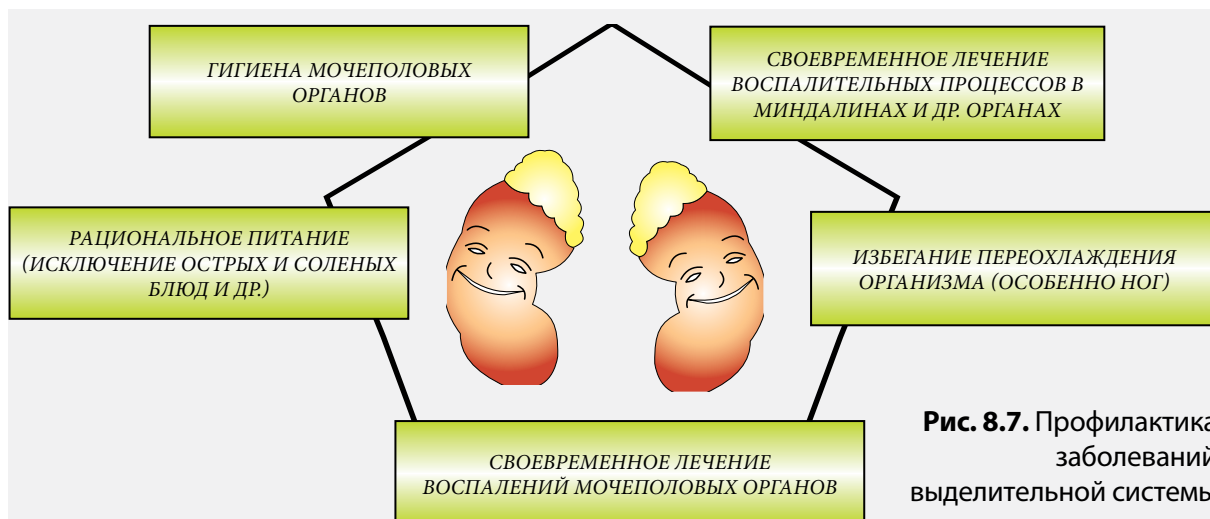 ГИГИЕНА МОЧЕПОЛОВЫХ
ОРГАНОВ
СВОЕВРЕМЕННОЕ ЛЕЧЕНИЕ
ВОСПАЛИТЕЛЬНЫХ ПРОЦЕССОВ В
МИНДАЛИНАХ И ДР. ОРГАНАХ
РАЦИОНАЛЬНОЕ ПИТАНИЕ
(ИСКЛЮЧЕНИЕ ОСТРЫХ И СОЛЕНЫХ
БЛЮД И ДР.)
ИЗБЕГАНИЕ ПЕРЕОХЛАЖДЕНИЯ
ОРГАНИЗМА (ОСОБЕННО НОГ)
СВОЕВРЕМЕННОЕ ЛЕЧЕНИЕ
ВОСПАЛЕНИЙ МОЧЕПОЛОВЫХ ОРГАНОВ
Рис. 8.7. Профилактика
заболеваний
выделительной системы